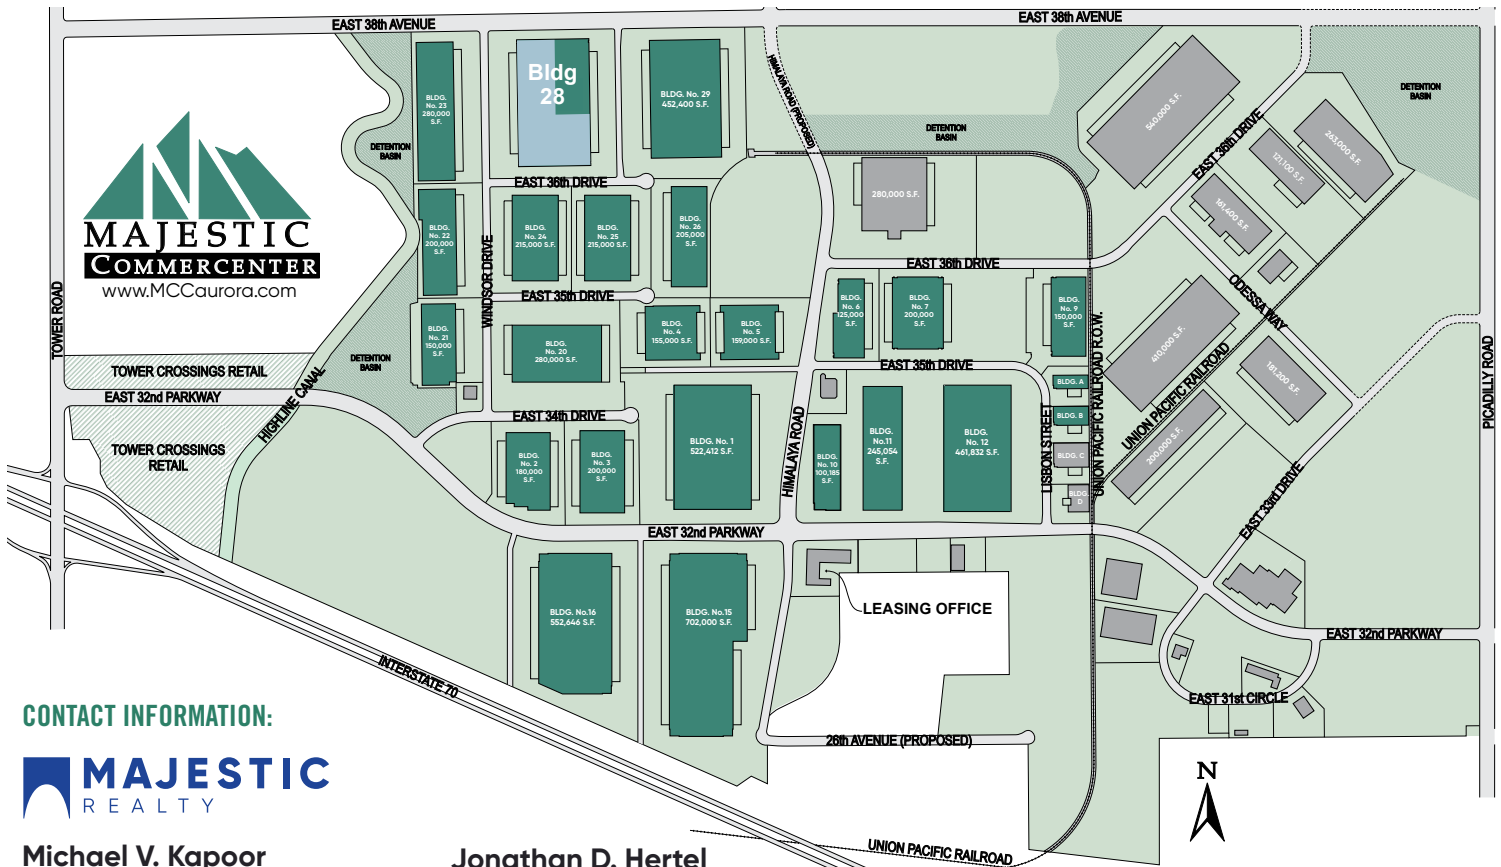 EAST 38th AVENUE
EAST 38th AVENUE
MAJESTIC
COMMERCENTER
www.MCCaurora.com
TOWER ROAD
TOWER CROSSINGS RETAIL
EAST 32nd PARKWAY
TOWER CROSSINGS
RETAIL
HIGHLINE CANAL
DETENTION
BASIN
DETENTION
BASIN
BLDG.
No. 23
280,000
S.F.
BLDG.
No. 22
200,000
S.F.
BLDG.
No. 21
150,000
S.F.
WINDSOR DRIVE
Bldg
28
BLDG. No. 29
452,400 S.F.
EAST 36th DRIVE
BLDG.
No. 24
215,000 S.F.
BLDG.
No. 25
215,000 S.F.
BLDG.
No. 26
205,000
S.F.
EAST 35th DRIVE
BLDG.
No. 20
280,000 S.F.
BLDG.
No. 4
155,000 S.F.
BLDG.
No. 5
159,000 S.F.
EAST 34th DRIVE
BLDG.
No. 2
180,000
S.F.
BLDG.
No. 3
200,000
S.F.
BLDG. No. 1
522,412 S.F.
HIMALAYA ROAD (PROPOSED)
HIMALAYA ROAD
DETENTION
BASIN
280,000 S.F.
EAST 36th DRIVE
BLDG.
No. 6
125,000
S.F.
BLDG.
No. 7
200,000
S.F.
BLDG.
No. 9
150,000
S.F.
EAST 35th DRIVE
BLDG. A
BLDG. B
BLDG. C
BLDG.
D
BLDG.
No. 10
100,185
S.F.
BLDG.
No.11
245,054
S.F.
BLDG.
No. 12
461,832 S.F.
LISBON STREET
UNION PACIFIC RAILROAD R.O.W.
UNION PACIFIC RAILROAD
540,000 S.F.
EAST 36th DRIVE
121,100 S.F.
263,000 S.F.
161,400 S.F.
DETENTION
BASIN
ODESSA WAY
410,000 S.F.
181,200 S.F.
200,000 S.F.
EAST 33rd DRIVE
PICADILLY ROAD
EAST 32nd PARKWAY
BLDG. No.16
552,646 S.F.
BLDG. No.15
702,000 S.F.
LEASING OFFICE
EAST 32nd PARKWAY
EAST 31st CIRCLE
INTERSTATE 70
26th AVENUE (PROPOSED)
N
UNION PACIFIC RAILROAD
CONTACT INFORMATION:
MAJESTIC
REALTY
Michael V. Kapoor
Jonathan D. Hertel